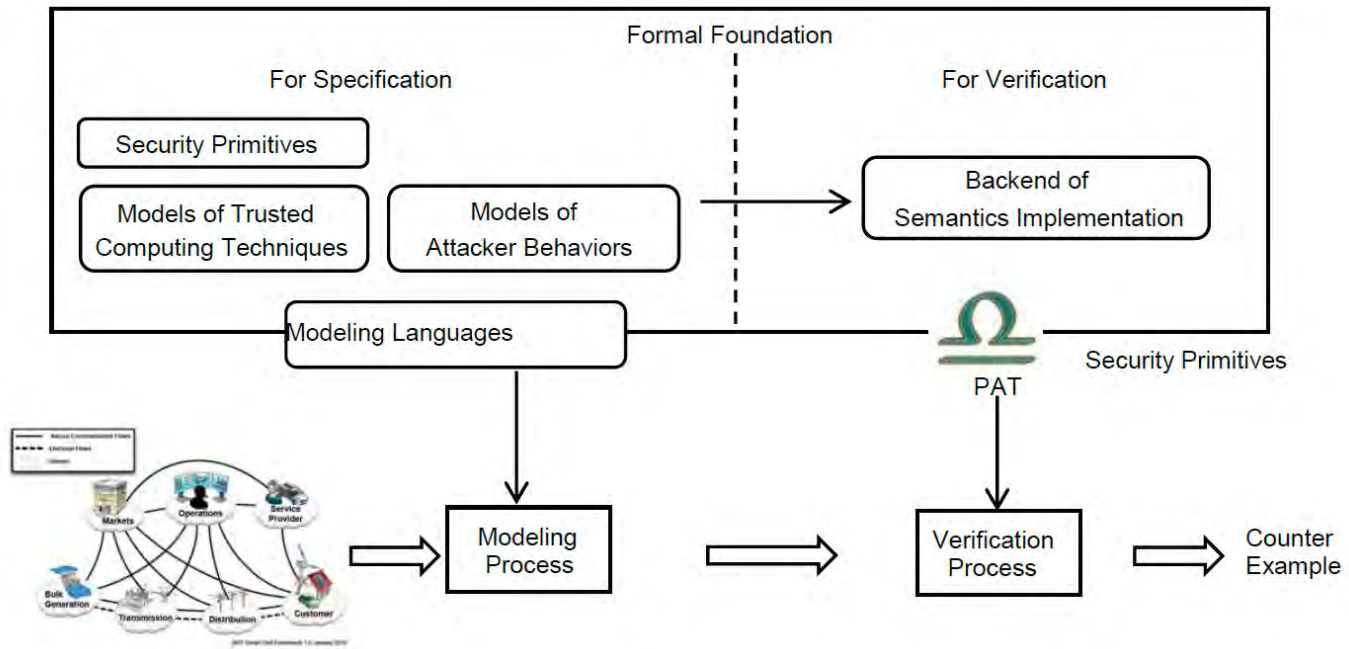 Formal Foundation
For Specification
For Verification
Security Primitives
Models of Trusted
Computing Techniques
Models of
Attacker Behaviors
Backend of
Semantics Implementation
Modeling Languages
PAT
Security Primitives
Markets
Operations
Service
Provider
Bulk
Generation
Transmission
Distribution
Customer
Modeling
Process
Verification
Process
Counter
Example